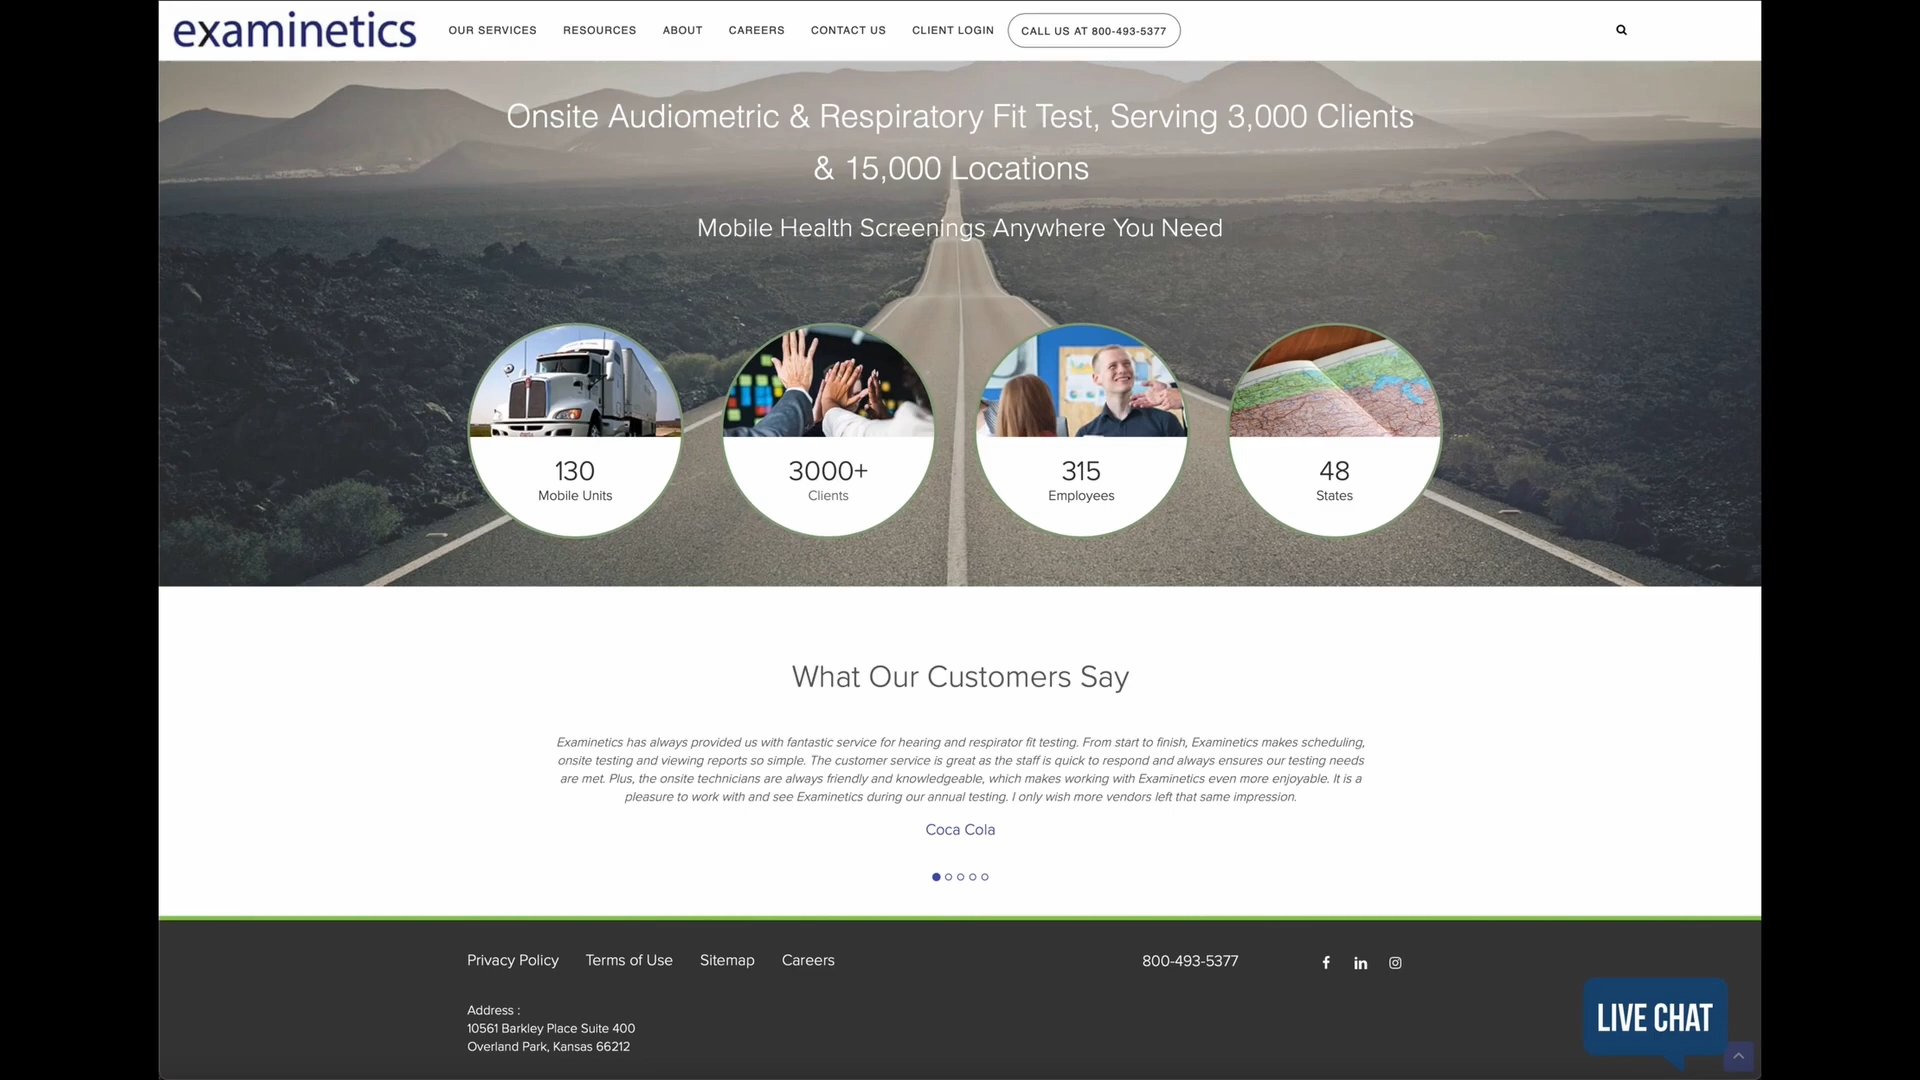 examinetics
OUR SERVICES
RESOURCES
ABOUT
CAREERS
CONTACT US
CLIENT LOGIN
CALL US AT 800-493-5377
Onsite Audiometric & Respiratory Fit Test, Serving 3,000 Clients
& 15,000 Locations
Mobile Health Screenings Anywhere You Need
130
Mobile Units
3000+
Clients
315
Employees
48
States
What Our Customers Say
Examinetics has always provided us with fantastic service for hearing and respirator fit testing. From start to finish, Examinetics makes scheduling,
onsite testing and viewing reports so simple. The customer service is great as the staff is quick to respond and always ensures our testing needs
are met. Plus, the onsite technicians are always friendly and knowledgeable, which makes working with Examinetics even more enjoyable. It is a
pleasure to work with and see Examinetics during our annual testing. I only wish more vendors left that same impression.
Coca Cola
Privacy Policy
Terms of Use
Sitemap
Careers
800-493-5377
Address :
10561 Barkley Place Suite 400
Overland Park, Kansas 66212
LIVE CHAT